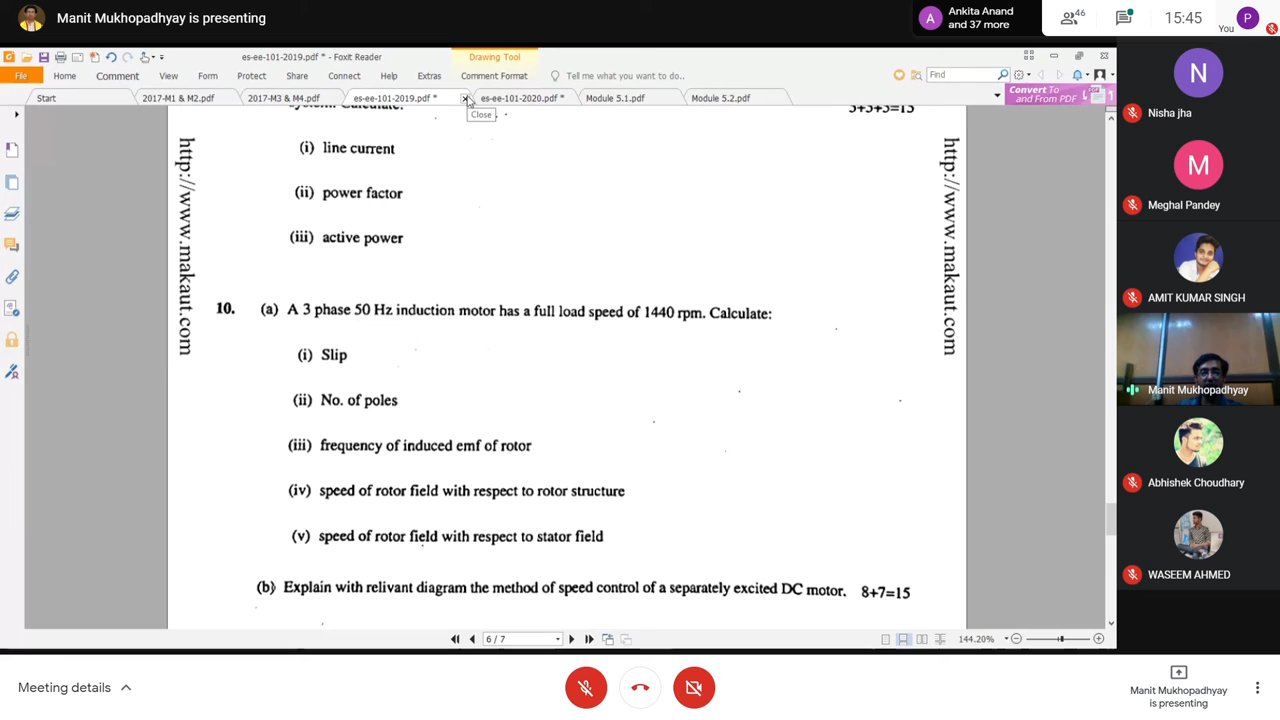 Manit Mukhopadhyay is presenting
A
Ankita Anand
and 37 more
46
15:45
You
P
es-ee-101-2019.pdf * - Foxit Reader
Drawing Tool
File
Home
Comment
View
Form
Protect
Share
Connect
Help
Extras
Comment Format
Tell me what you want to do..
Find
Start
2017-M1 & M2.pdf
2017-M3 & M4.pdf
es-ee-101-2019.pdf *
es-ee-101-2020.pdf *
Module 5.1.pdf
Module 5.2.pdf
Convert To
and From PDF
Close
5+5+5=15
http://www.makaut.com
http://www.makaut.com
(i) line current
(ii) power factor
(iii) active power
10. (a) A 3 phase 50 Hz induction motor has a full load speed of 1440 rpm. Calculate:
(i) Slip
(ii) No. of poles
(iii) frequency of induced emf of rotor
(iv) speed of rotor field with respect to rotor structure
(v) speed of rotor field with respect to stator field
(b) Explain with relivant diagram the method of speed control of a separately excited DC motor. 8+7=15
6 / 7
144.20%
N
Nisha jha
M
Meghal Pandey
AMIT KUMAR SINGH
Manit Mukhopadhyay
Abhishek Choudhary
WASEEM AHMED
Meeting details
Manit Mukhopadhyay
is presenting